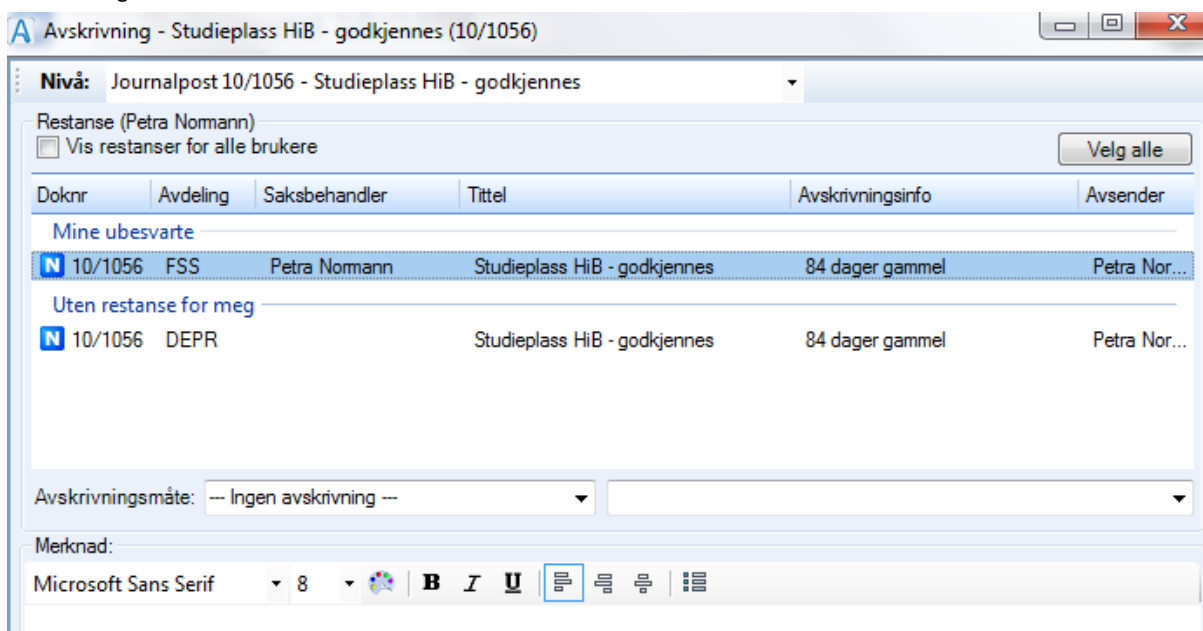 Avskrivning - Studieplass HiB - godkjennes (10/1056)
Nivå: Journalpost 10/1056 - Studieplass HiB - godkjennes
Restanse (Petra Normann)
Vis restanser for alle brukere
Velg alle
Doknr Avdeling Saksbehandler Tittel Avskrivningsinfo Avsender
Mine ubesvarte
N 10/1056 FSS Petra Normann Studieplass HiB - godkjennes 84 dager gammel Petra Nor...
Uten restanse for meg
N 10/1056 DEPR Studieplass HiB - godkjennes 84 dager gammel Petra Nor...
Avskrivningsmåte: --- Ingen avskrivning ---
Merknad:
Microsoft Sans Serif 8 B I U